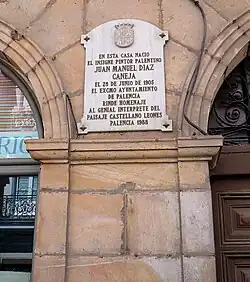 EN ESTA CASA NACIO
EL INSIGNE PINTOR PALENTINO
JUAN MANUEL DIAZ
CANEJA
EL 29 DE JUNIO DE 1905
EL EXCMO AYUNTAMIENTO
DE PALENCIA
RINDE HOMENAJE
AL GENIAL INTERPRETE DEL
PAISAJE CASTELLANO LEONES
PALENCIA 1988